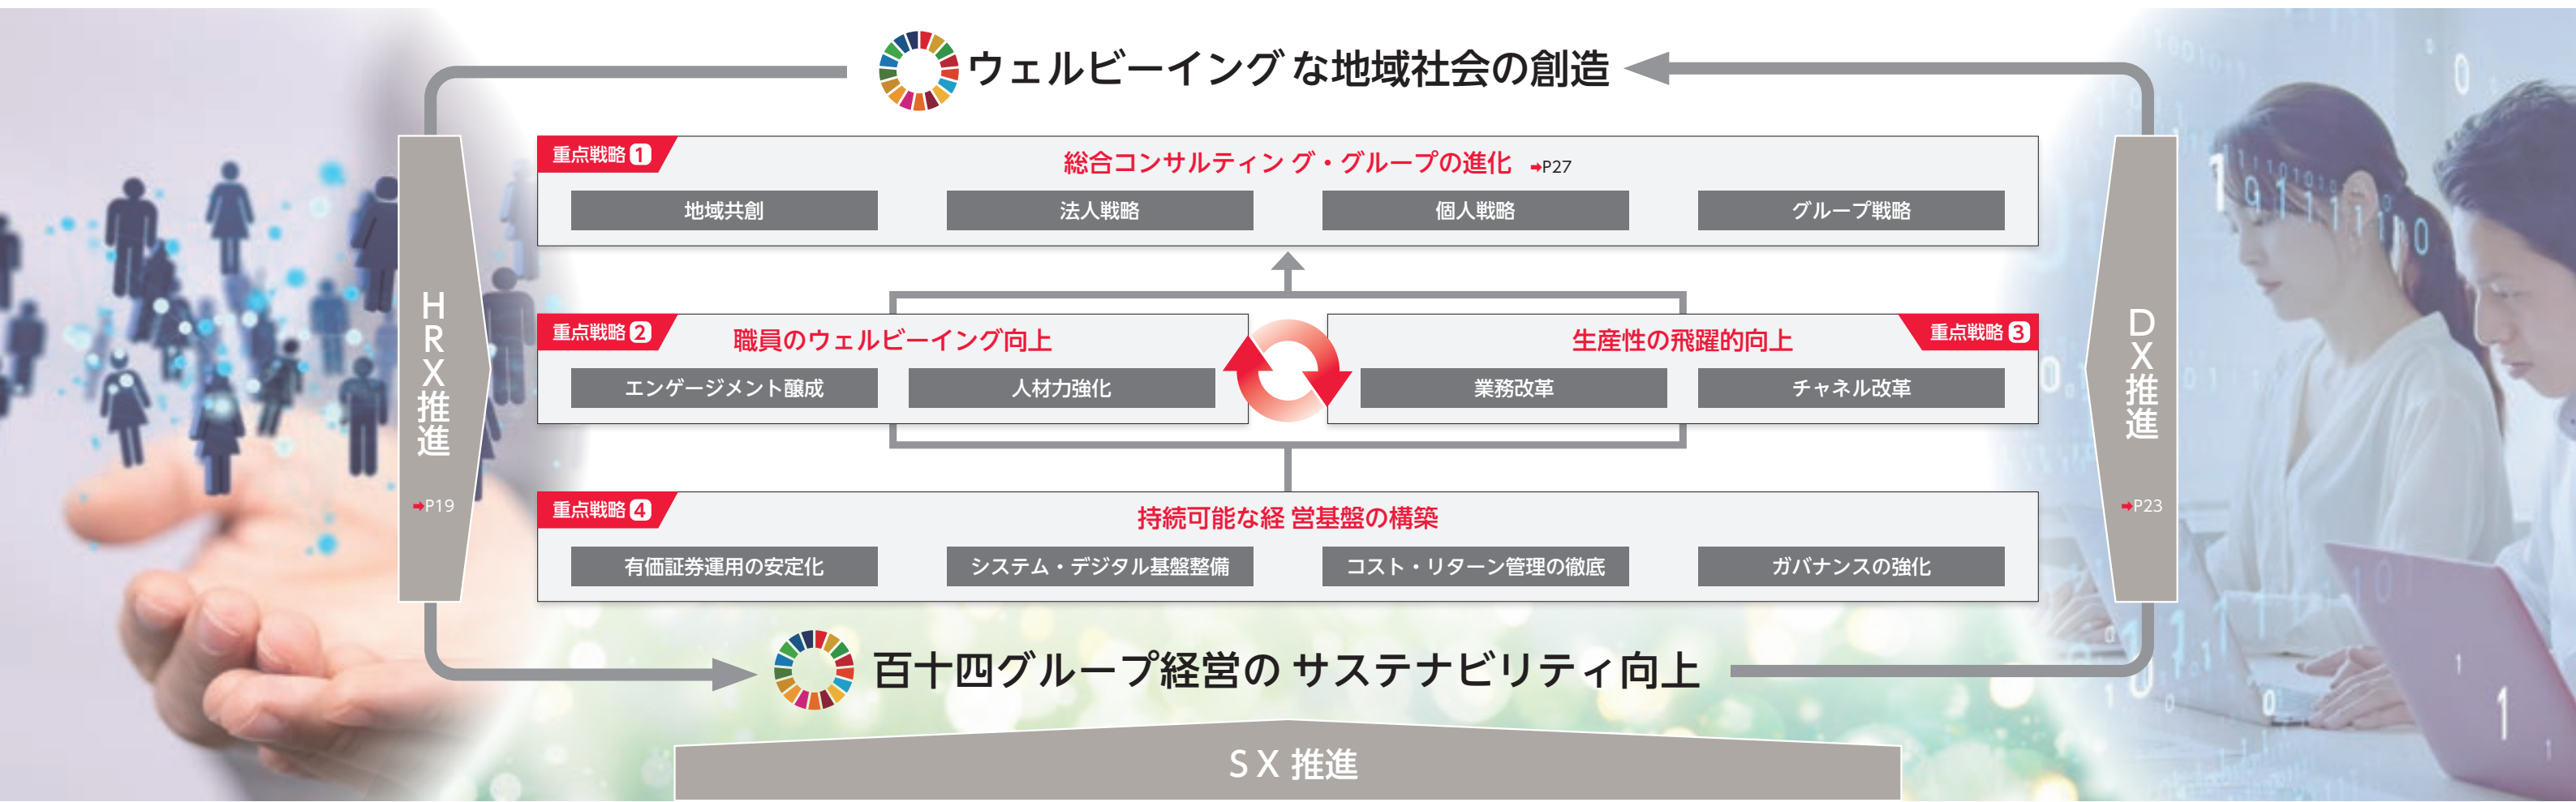 ウェルビーイングな地域社会の創造
重点戦略 1
総合コンサルティング・グループの進化 ➡P27
地域共創
法人戦略
個人戦略
グループ戦略
HRX推進
➡P19
重点戦略 2
職員のウェルビーイング向上
エンゲージメント醸成
人材力強化
生産性の飛躍的向上
重点戦略 3
業務改革
チャネル改革
DX推進
➡P23
重点戦略 4
持続可能な経営基盤の構築
有価証券運用の安定化
システム・デジタル基盤整備
コスト・リターン管理の徹底
ガバナンスの強化
百十四グループ経営のサステナビリティ向上
SX推進